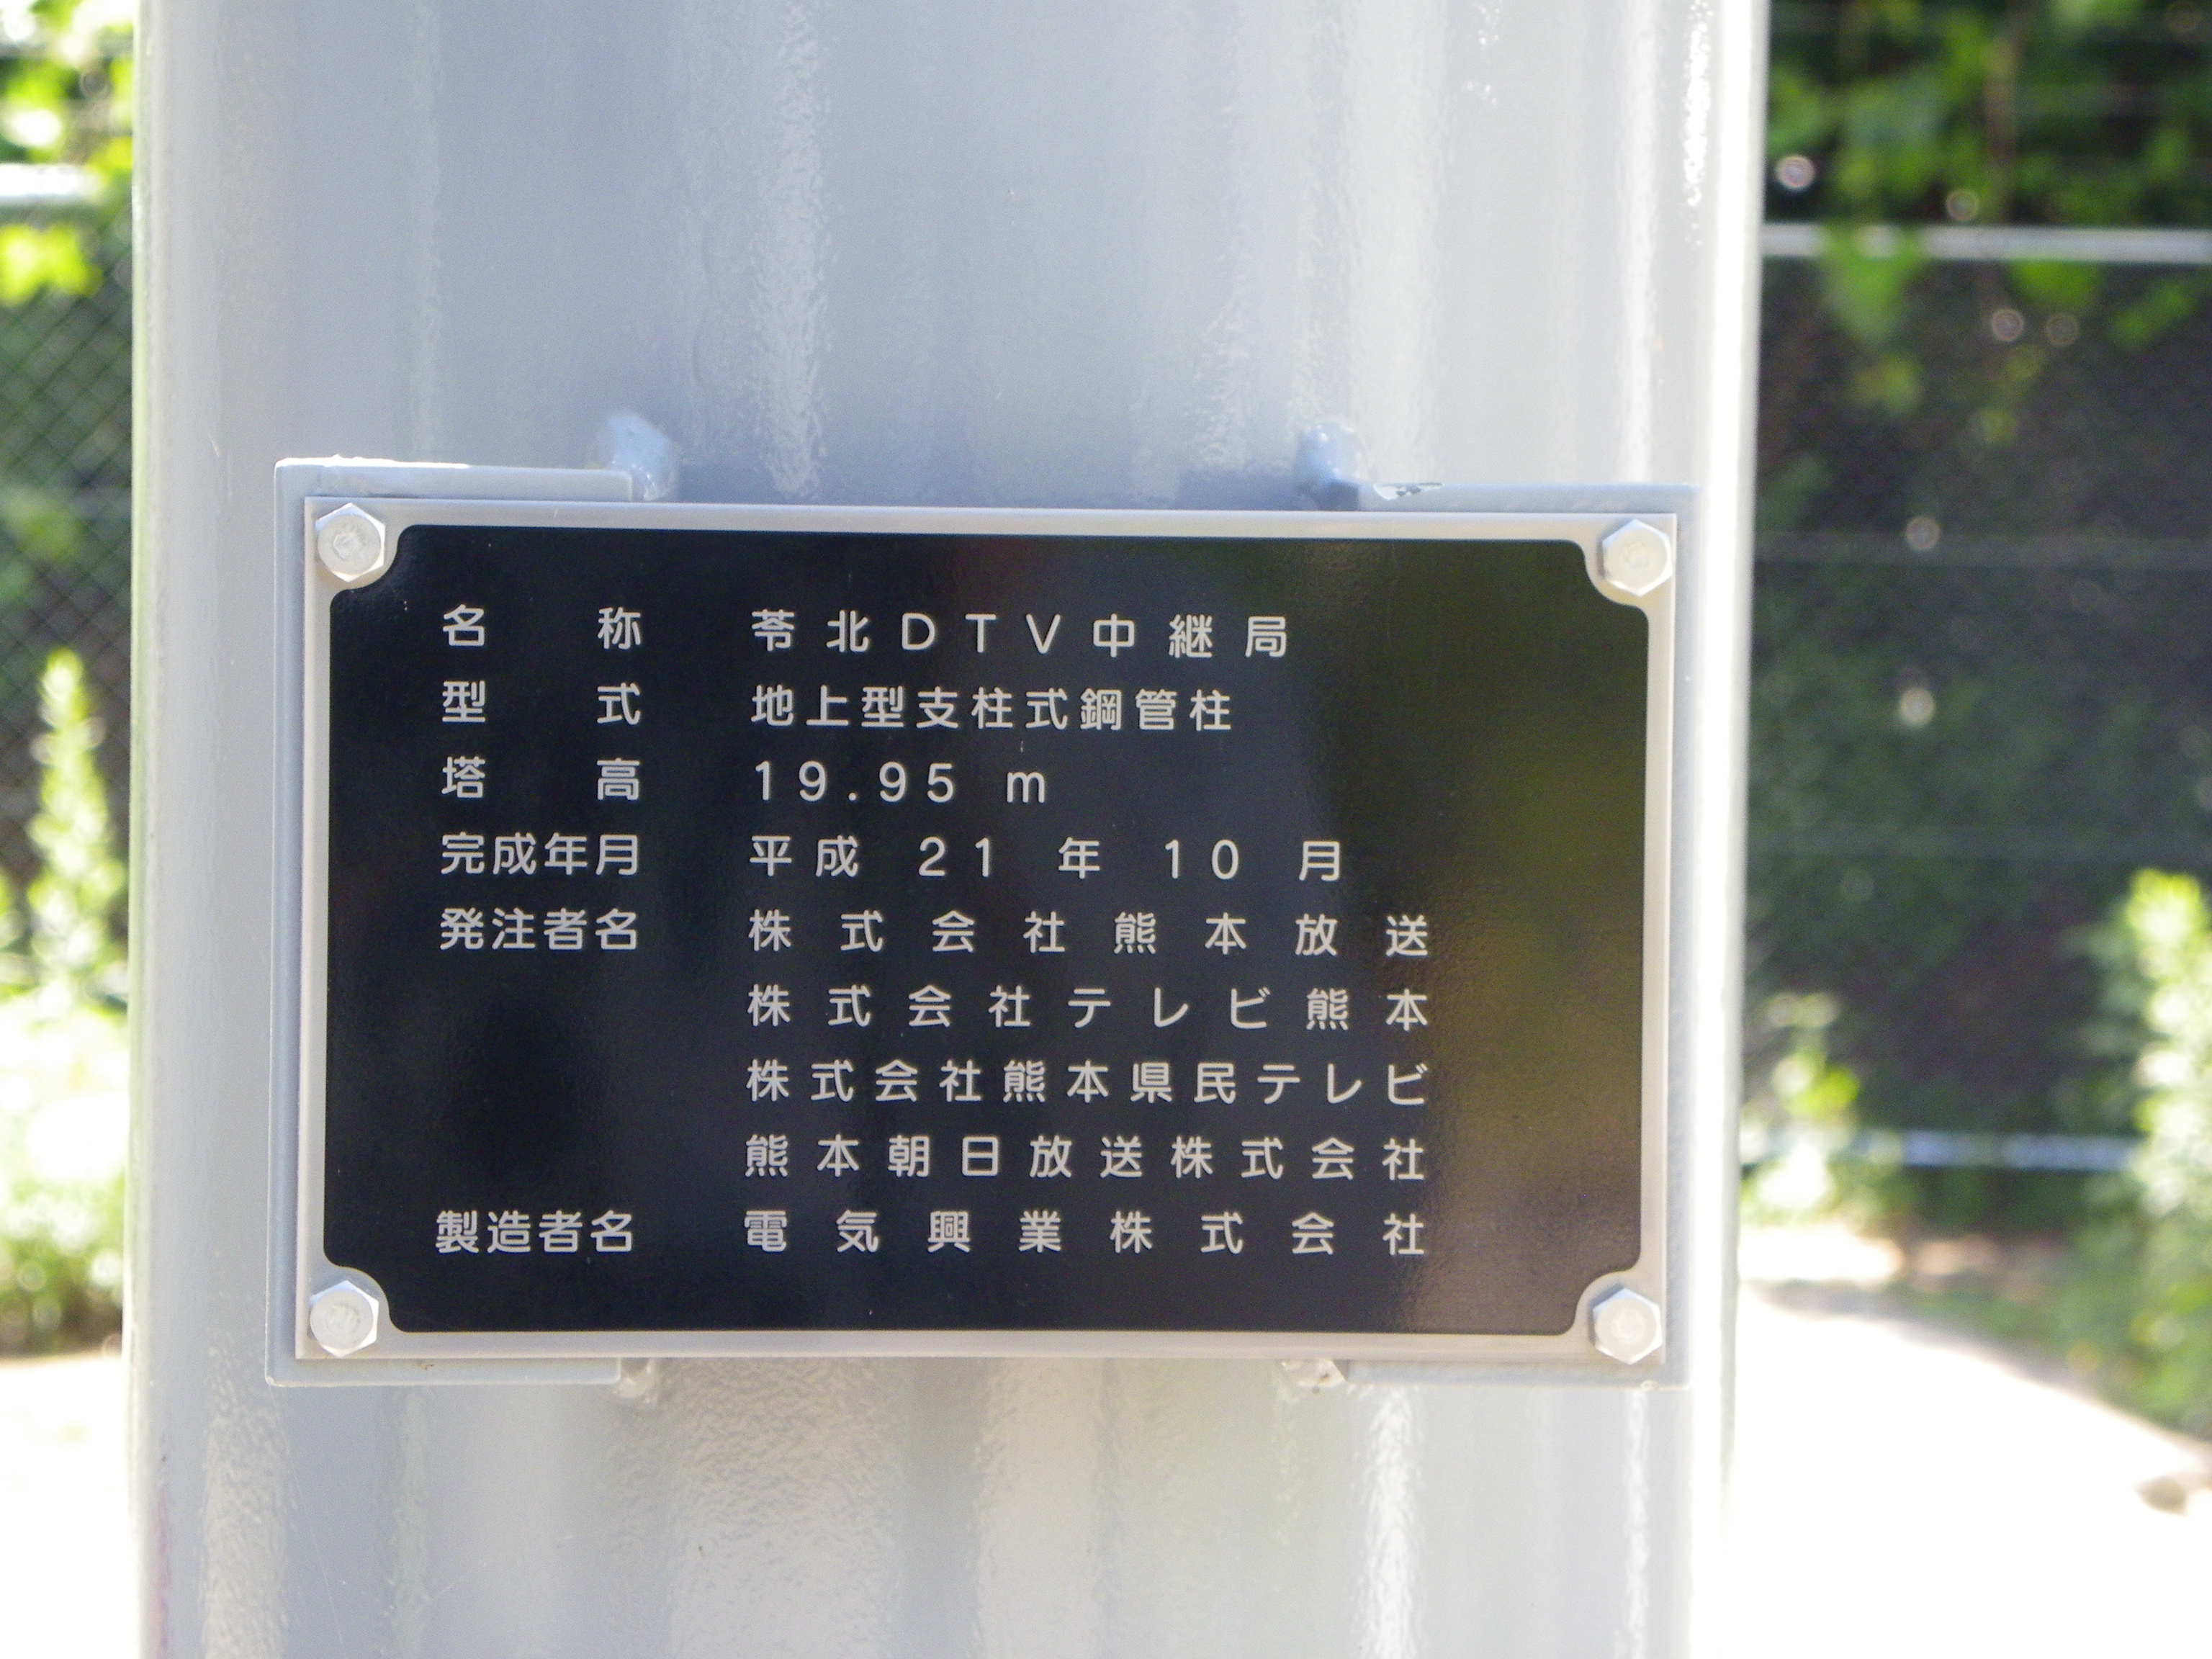 名称 苓北DTV中継局
型式 地上型支柱式鋼管柱
塔高 19.95 m
完成年月 平成 21 年 10 月
発注者名 株式会社熊本放送
株式会社テレビ熊本
株式会社熊本県民テレビ
熊本朝日放送株式会社
製造者名 電気興業株式会社